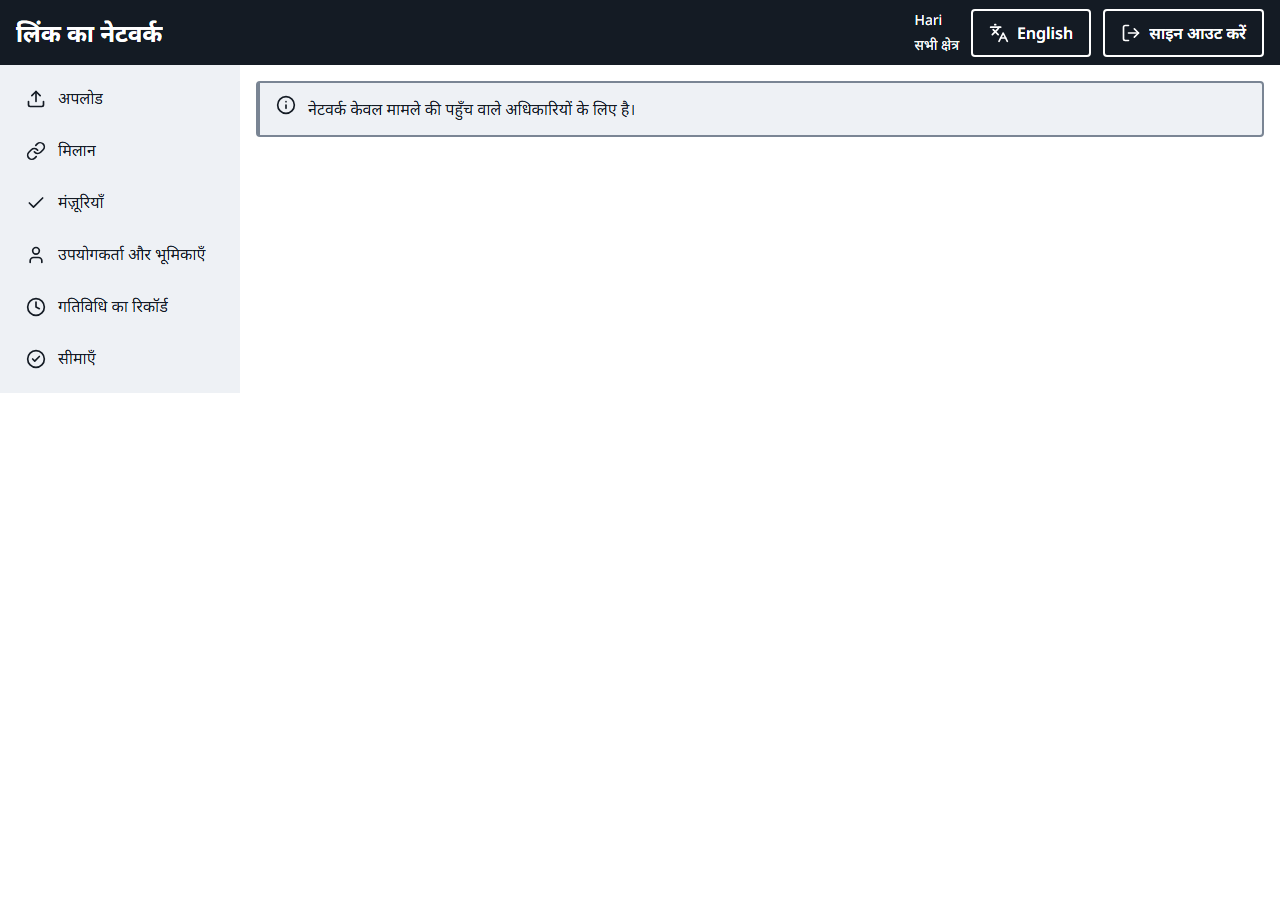 लिंक का नेटवर्क
Hari
सभी क्षेत्र
English
साइन आउट करें
अपलोड
मिलान
मंज़ूरियाँ
उपयोगकर्ता और भूमिकाएँ
गतिविधि का रिकॉर्ड
सीमाएँ
नेटवर्क केवल मामले की पहुँच वाले अधिकारियों के लिए है।